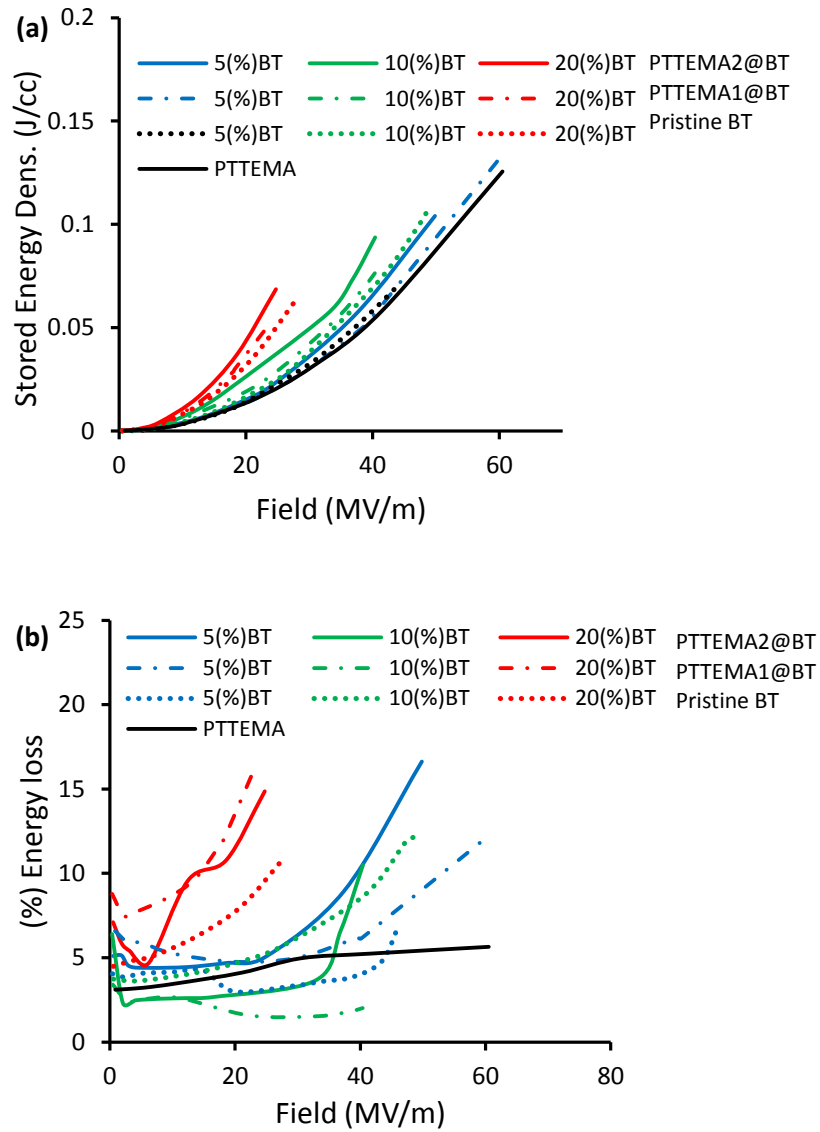 (a)
0.2
0.15
0.1
0.05
0
Stored Energy Dens. (J/cc)
5(%)BT 10(%)BT 20(%)BT PTTEMA2@BT
5(%)BT 10(%)BT 20(%)BT PTTEMA1@BT
5(%)BT 10(%)BT 20(%)BT Pristine BT
PTTEMA
0 20 40 60
Field (MV/m)
(b)
25
20
15
10
5
0
(%) Energy loss
5(%)BT 10(%)BT 20(%)BT PTTEMA2@BT
5(%)BT 10(%)BT 20(%)BT PTTEMA1@BT
5(%)BT 10(%)BT 20(%)BT Pristine BT
PTTEMA
0 20 40 60 80
Field (MV/m)